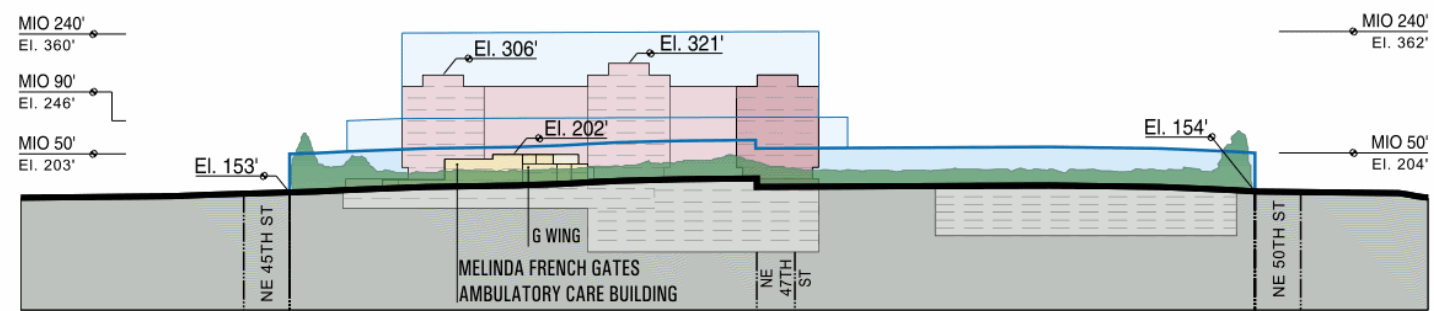 MIO 240'
El. 360'
MIO 90'
El. 246'
MIO 50'
El. 203'
El. 153'
El. 306'
El. 321'
El. 202'
El. 154'
MIO 240'
El. 362'
MIO 50'
El. 204'
NE 45TH ST
G WING
MELINDA FRENCH GATES
AMBULATORY CARE BUILDING
NE
47TH
ST
NE 50TH ST